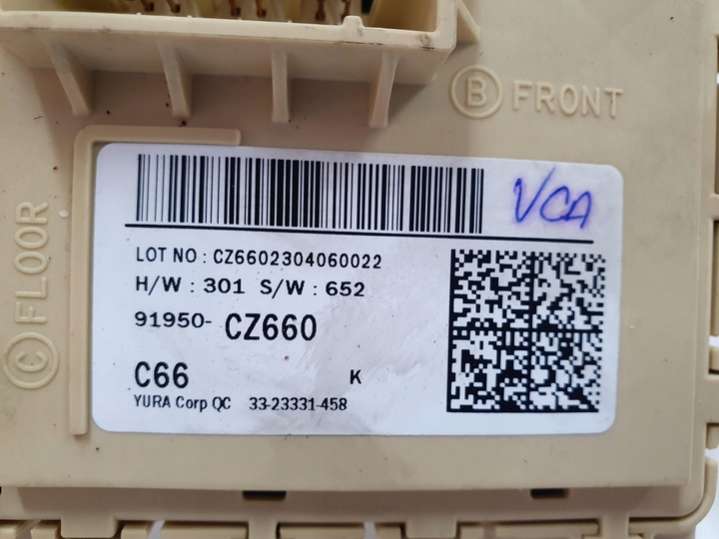 B FRONT
C FLOOR
VCA
LOT NO : CZ6602304060022
H/W : 301 S/W : 652
91950- CZ660
C66 K
YURA Corp QC 33-23331-458